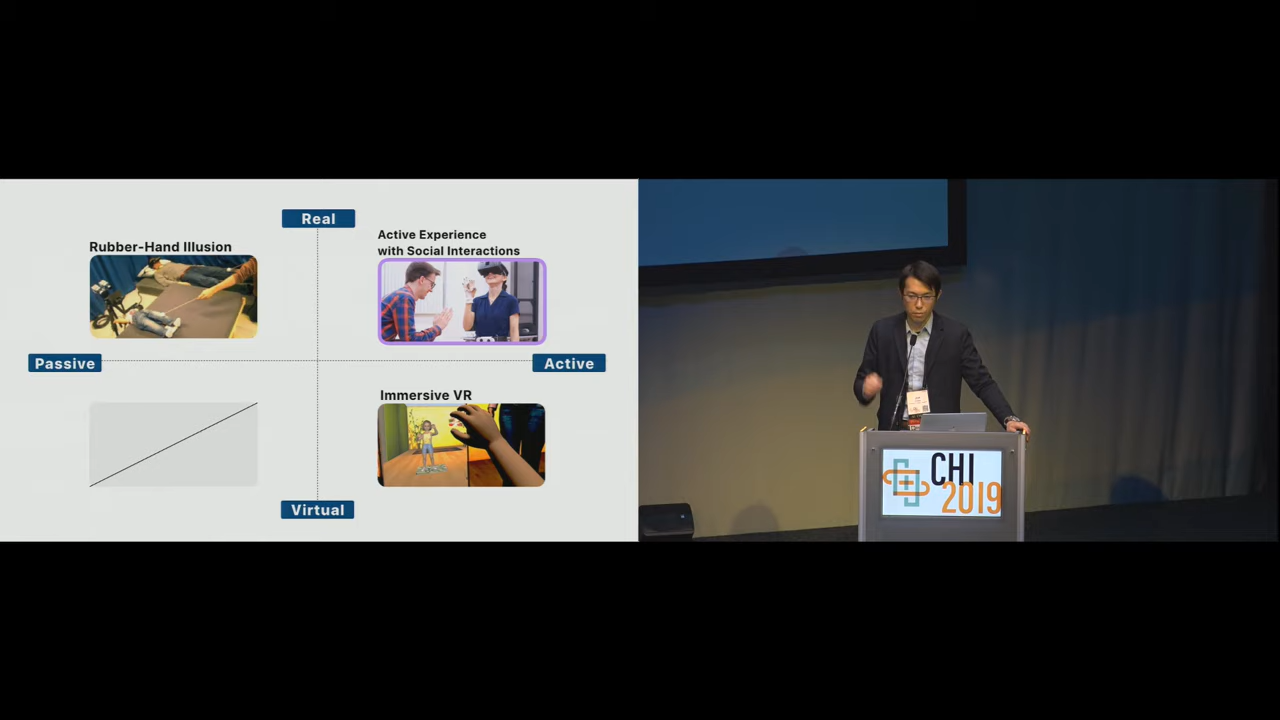 Real
Rubber-Hand Illusion
Active Experience
with Social Interactions
Passive
Active
Immersive VR
Virtual
CHI
2019